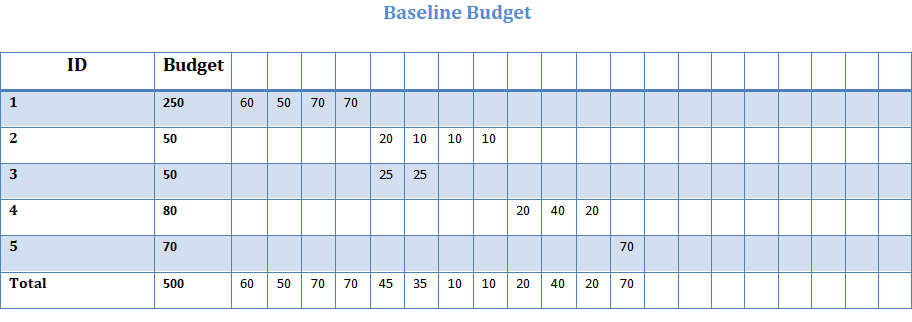 Baseline Budget
ID Budget
1 250 60 50 70 70
2 50 20 10 10 10
3 50 25 25
4 80 20 40 20
5 70 70
Total 500 60 50 70 70 45 35 10 10 20 40 20 70